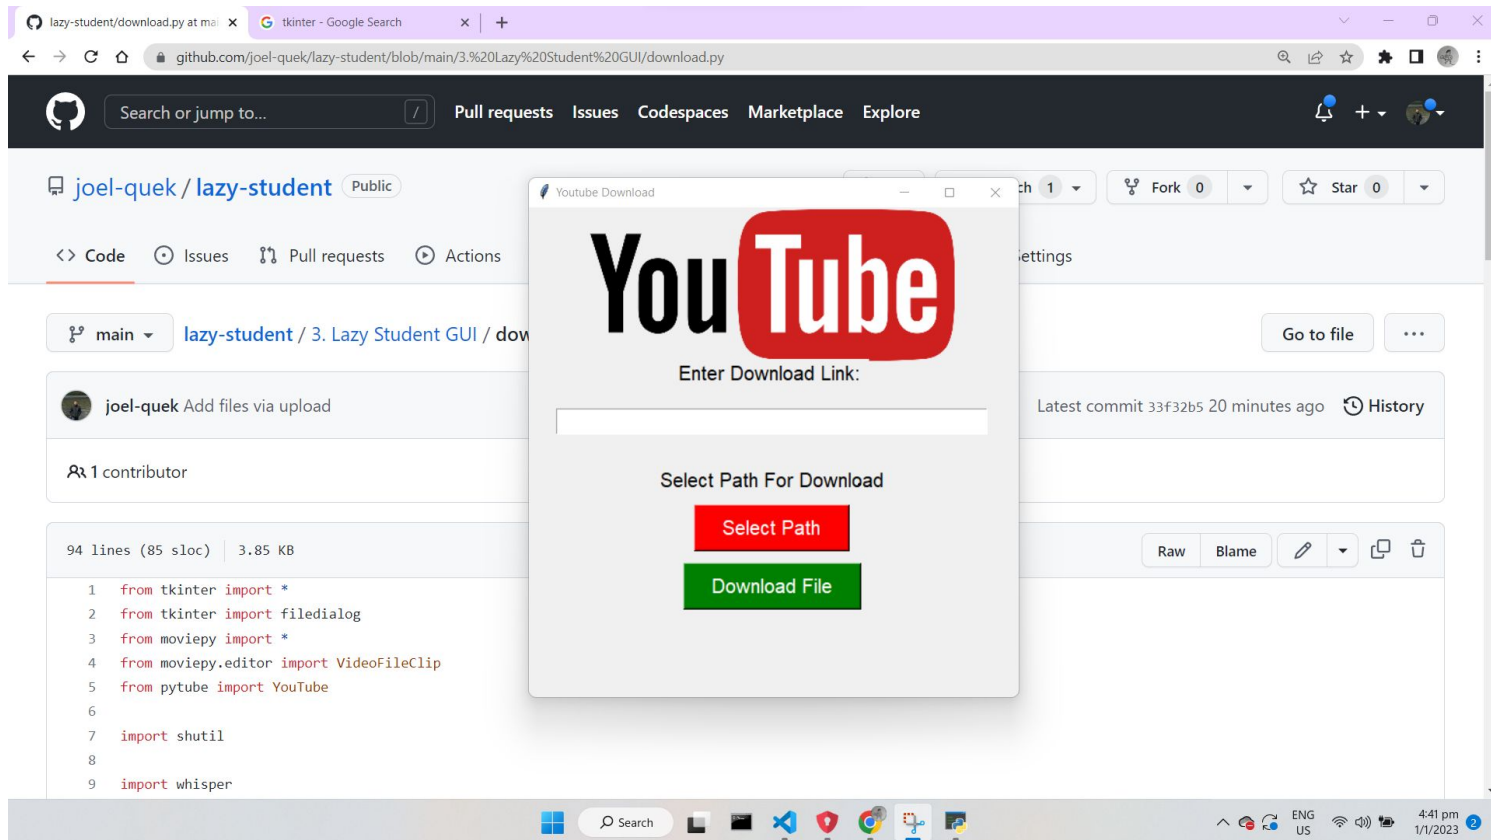 lazy-student/download.py at mai
tkinter - Google Search
github.com/joel-quek/lazy-student/blob/main/3.%20Lazy%20Student%20GUI/download.py
Search or jump to... /
Pull requests Issues Codespaces Marketplace Explore
joel-quek / lazy-student Public
ch 1
Fork 0
Star 0
Code Issues Pull requests Actions
ettings
main
lazy-student / 3. Lazy Student GUI / dow
Go to file
joel-quek Add files via upload
Latest commit 33f32b5 20 minutes ago History
1 contributor
94 lines (85 sloc) 3.85 KB
Raw Blame
1 from tkinter import *
2 from tkinter import filedialog
3 from moviepy import *
4 from moviepy.editor import VideoFileClip
5 from pytube import YouTube
6
7 import shutil
8
9 import whisper
Youtube Download
YouTube
Enter Download Link:
Select Path For Download
Select Path
Download File
Search
ENG
US
4:41 pm
1/1/2023
2